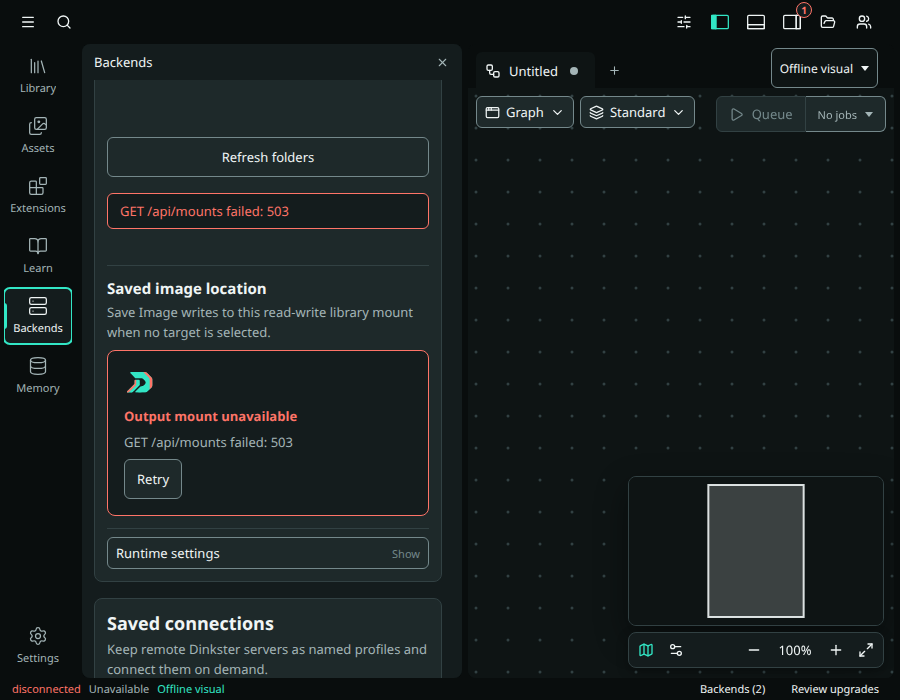 1
Library
Assets
Extensions
Learn
Backends
Memory
Settings
Backends
Refresh folders
GET /api/mounts failed: 503
Saved image location
Save Image writes to this read-write library mount
when no target is selected.
Output mount unavailable
GET /api/mounts failed: 503
Retry
Runtime settings Show
Saved connections
Keep remote Dinkster servers as named profiles and
connect them on demand.
Untitled
Offline visual
Graph
Standard
Queue
No jobs
100%
disconnected Unavailable Offline visual
Backends (2) Review upgrades